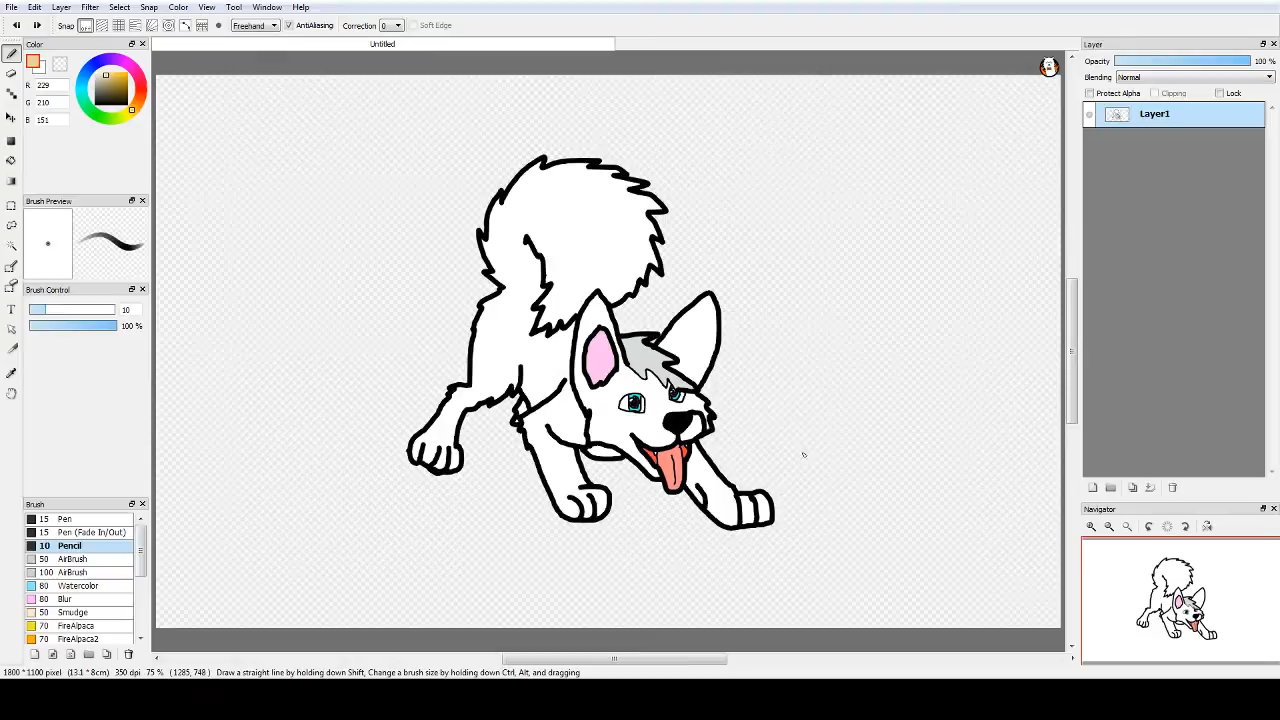 File Edit Layer Filter Select Snap Color View Tool Window Help
Snap OFF Freehand AntiAliasing Correction 0 Soft Edge
Color
Untitled
Layer
R 229
G 210
B 151
Opacity 100 %
Blending Normal
Protect Alpha Clipping Lock
Layer1
Brush Preview
Brush Control
10
100 %
Brush
15 Pen
15 Pen (Fade In/Out)
10 Pencil
50 AirBrush
100 AirBrush
80 Watercolor
80 Blur
50 Smudge
70 FireAlpaca
70 FireAlpaca2
Navigator
1800 * 1100 pixel (13.1 * 8cm) 350 dpi 75 % (1285, 748) Draw a straight line by holding down Shift, Change a brush size by holding down Ctrl, Alt, and dragging